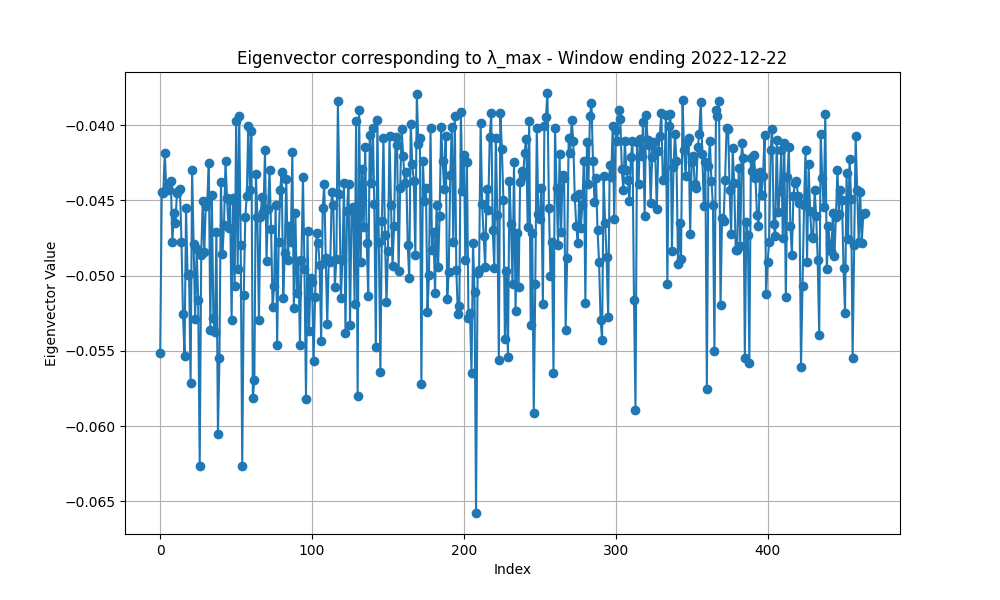 Eigenvector corresponding to λ_max - Window ending 2022-12-22
Eigenvector Value
−0.040
−0.045
−0.050
−0.055
−0.060
−0.065
0 100 200 300 400
Index